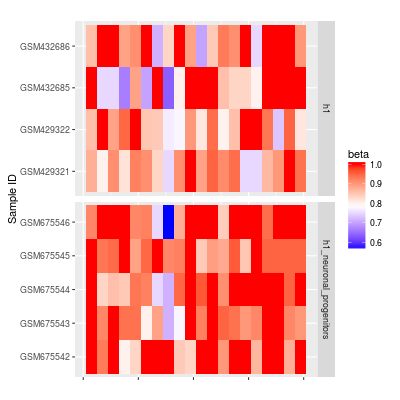 GSM432686
GSM432685
GSM429322
GSM429321
h1
GSM675546
GSM675545
GSM675544
GSM675543
GSM675542
h1_neuronal_progenitors
Sample ID
beta
1.0
0.9
0.8
0.7
0.6